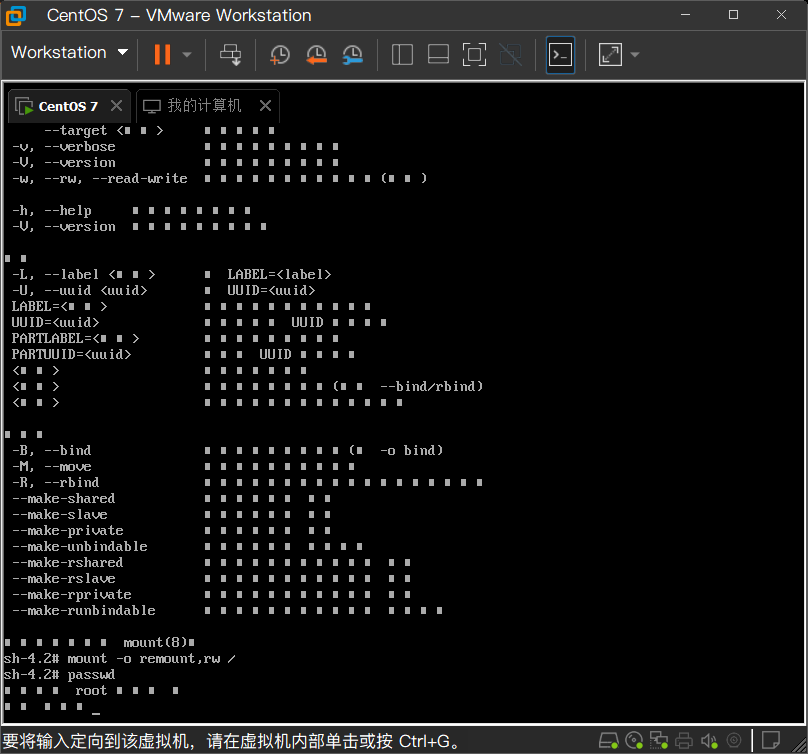 CentOS 7 - VMware Workstation
Workstation
CentOS 7
我的计算机
--target < >
-v, --verbose
-V, --version
-w, --rw, --read-write ( )
-h, --help
-V, --version
-L, --label < > LABEL=<label>
-U, --uuid <uuid> UUID=<uuid>
LABEL=< >
UUID=<uuid> UUID
PARTLABEL=< >
PARTUUID=<uuid> UUID
< >
< > ( --bind/rbind)
< >
-B, --bind ( -o bind)
-M, --move
-R, --rbind
--make-shared
--make-slave
--make-private
--make-unbindable
--make-rshared
--make-rslave
--make-rprivate
--make-runbindable
mount(8)
sh-4.2# mount -o remount,rw /
sh-4.2# passwd
root
要将输入定向到该虚拟机，请在虚拟机内部单击或按 Ctrl+G。